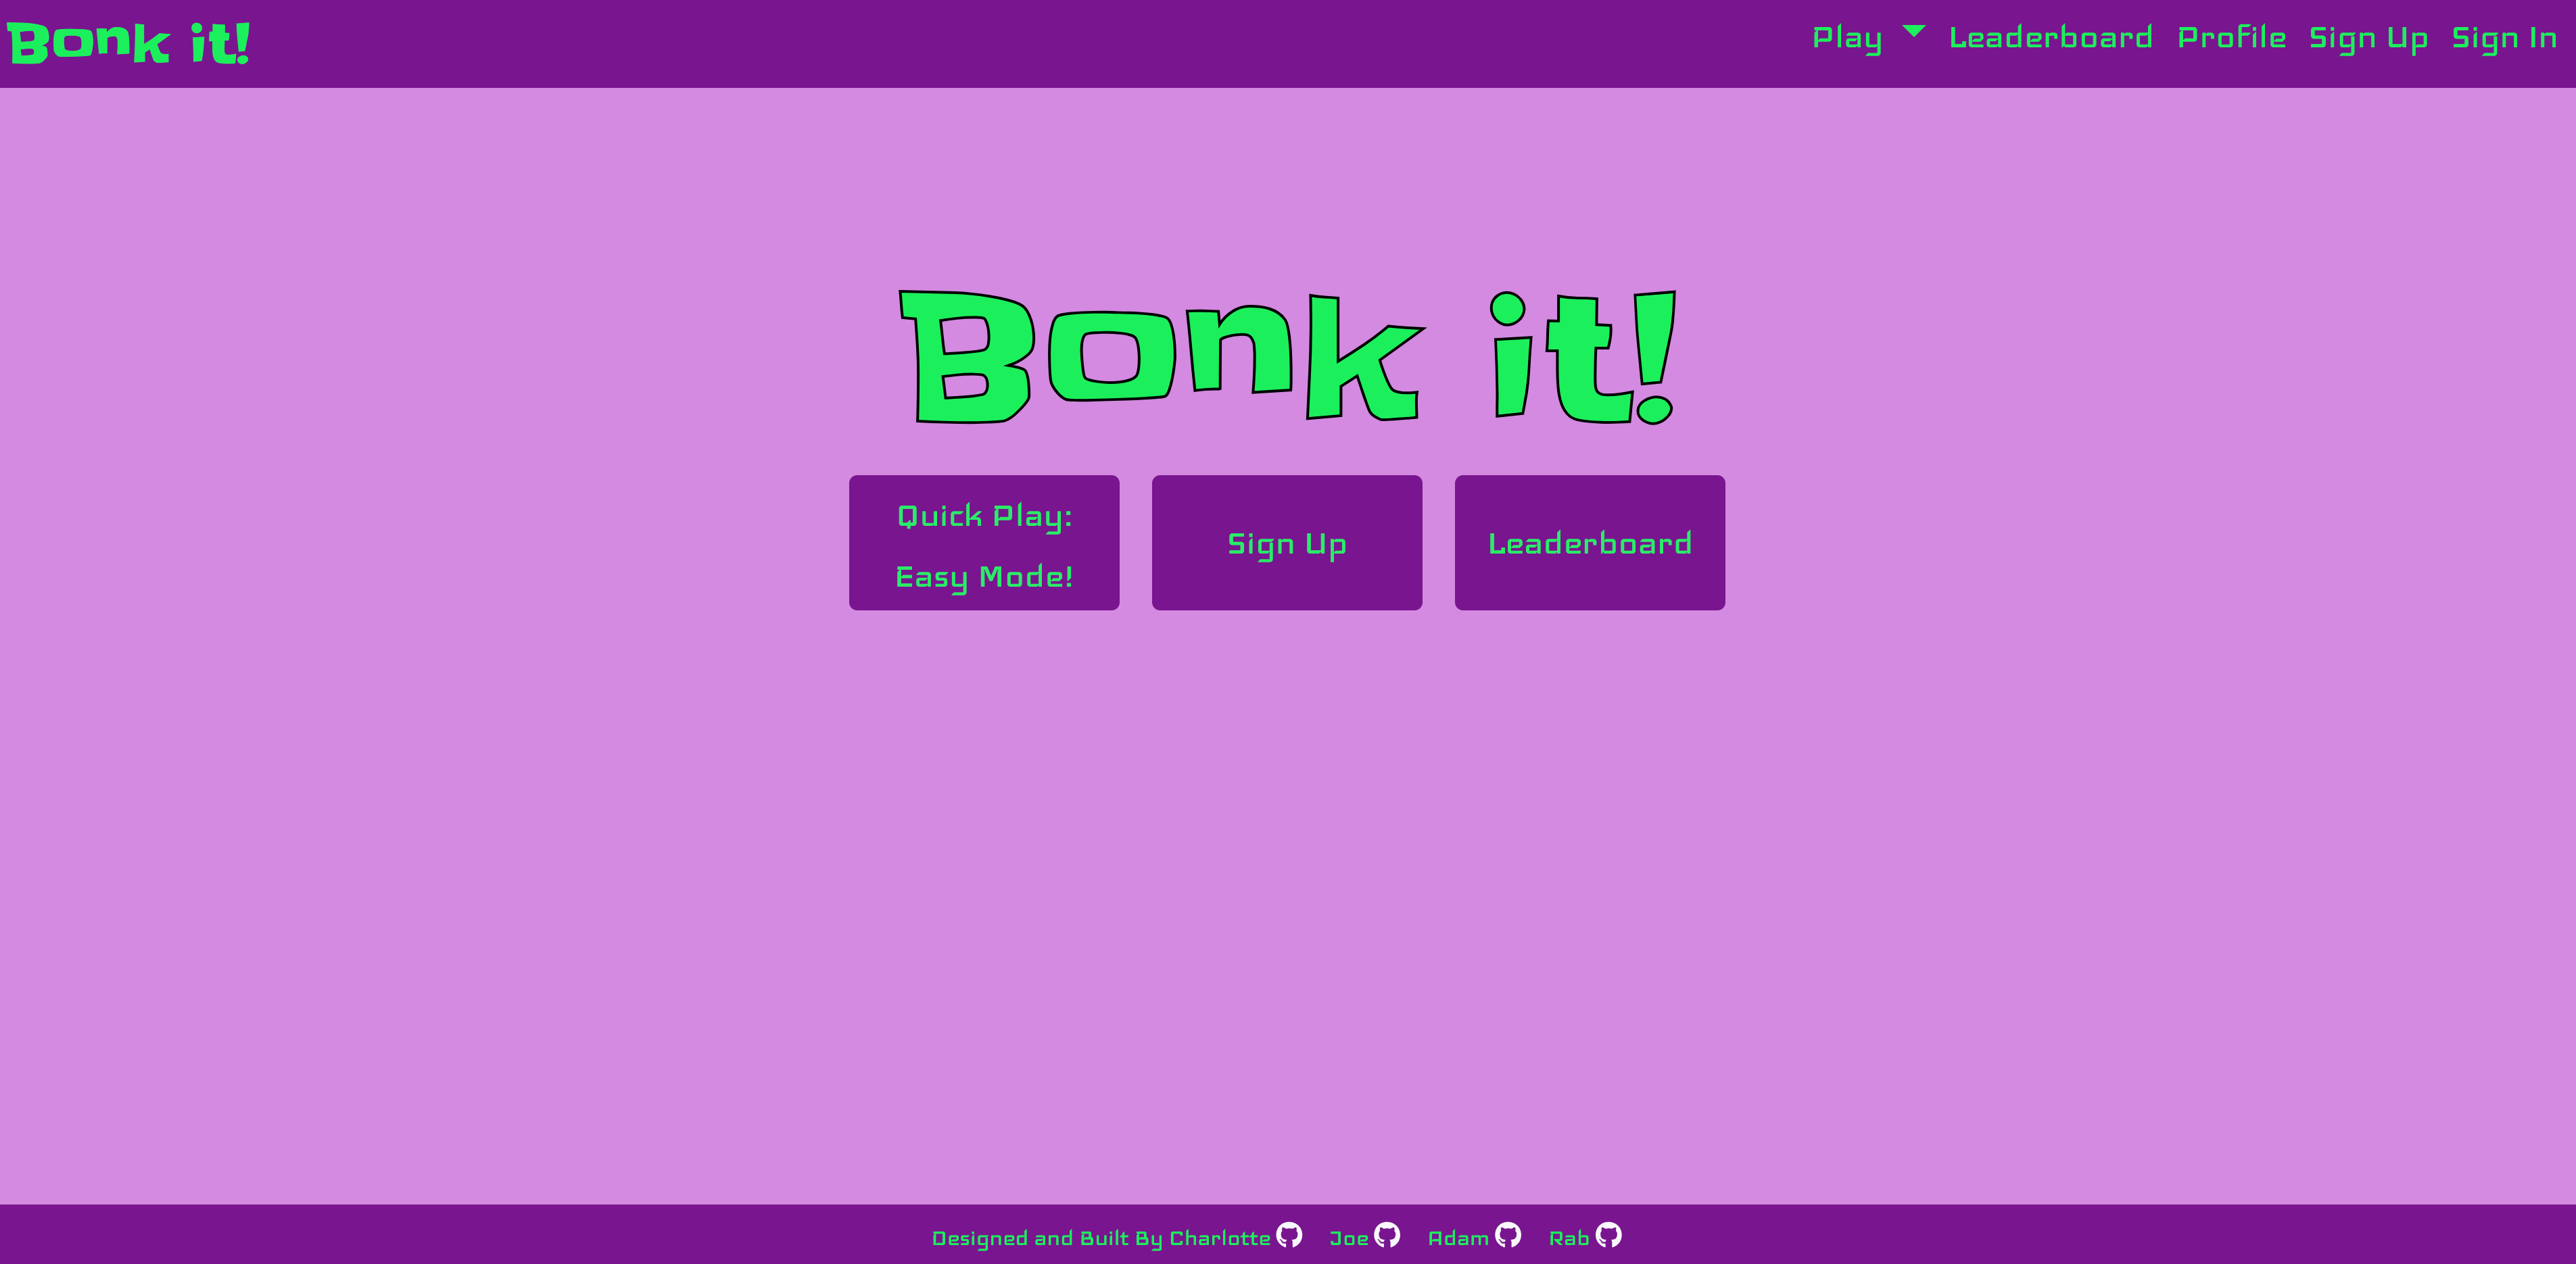 Bonk it!
Play Leaderboard Profile Sign Up Sign In
Bonk it!
Quick Play:
Easy Mode!
Sign Up
Leaderboard
Designed and Built By Charlotte Joe Adam Rab